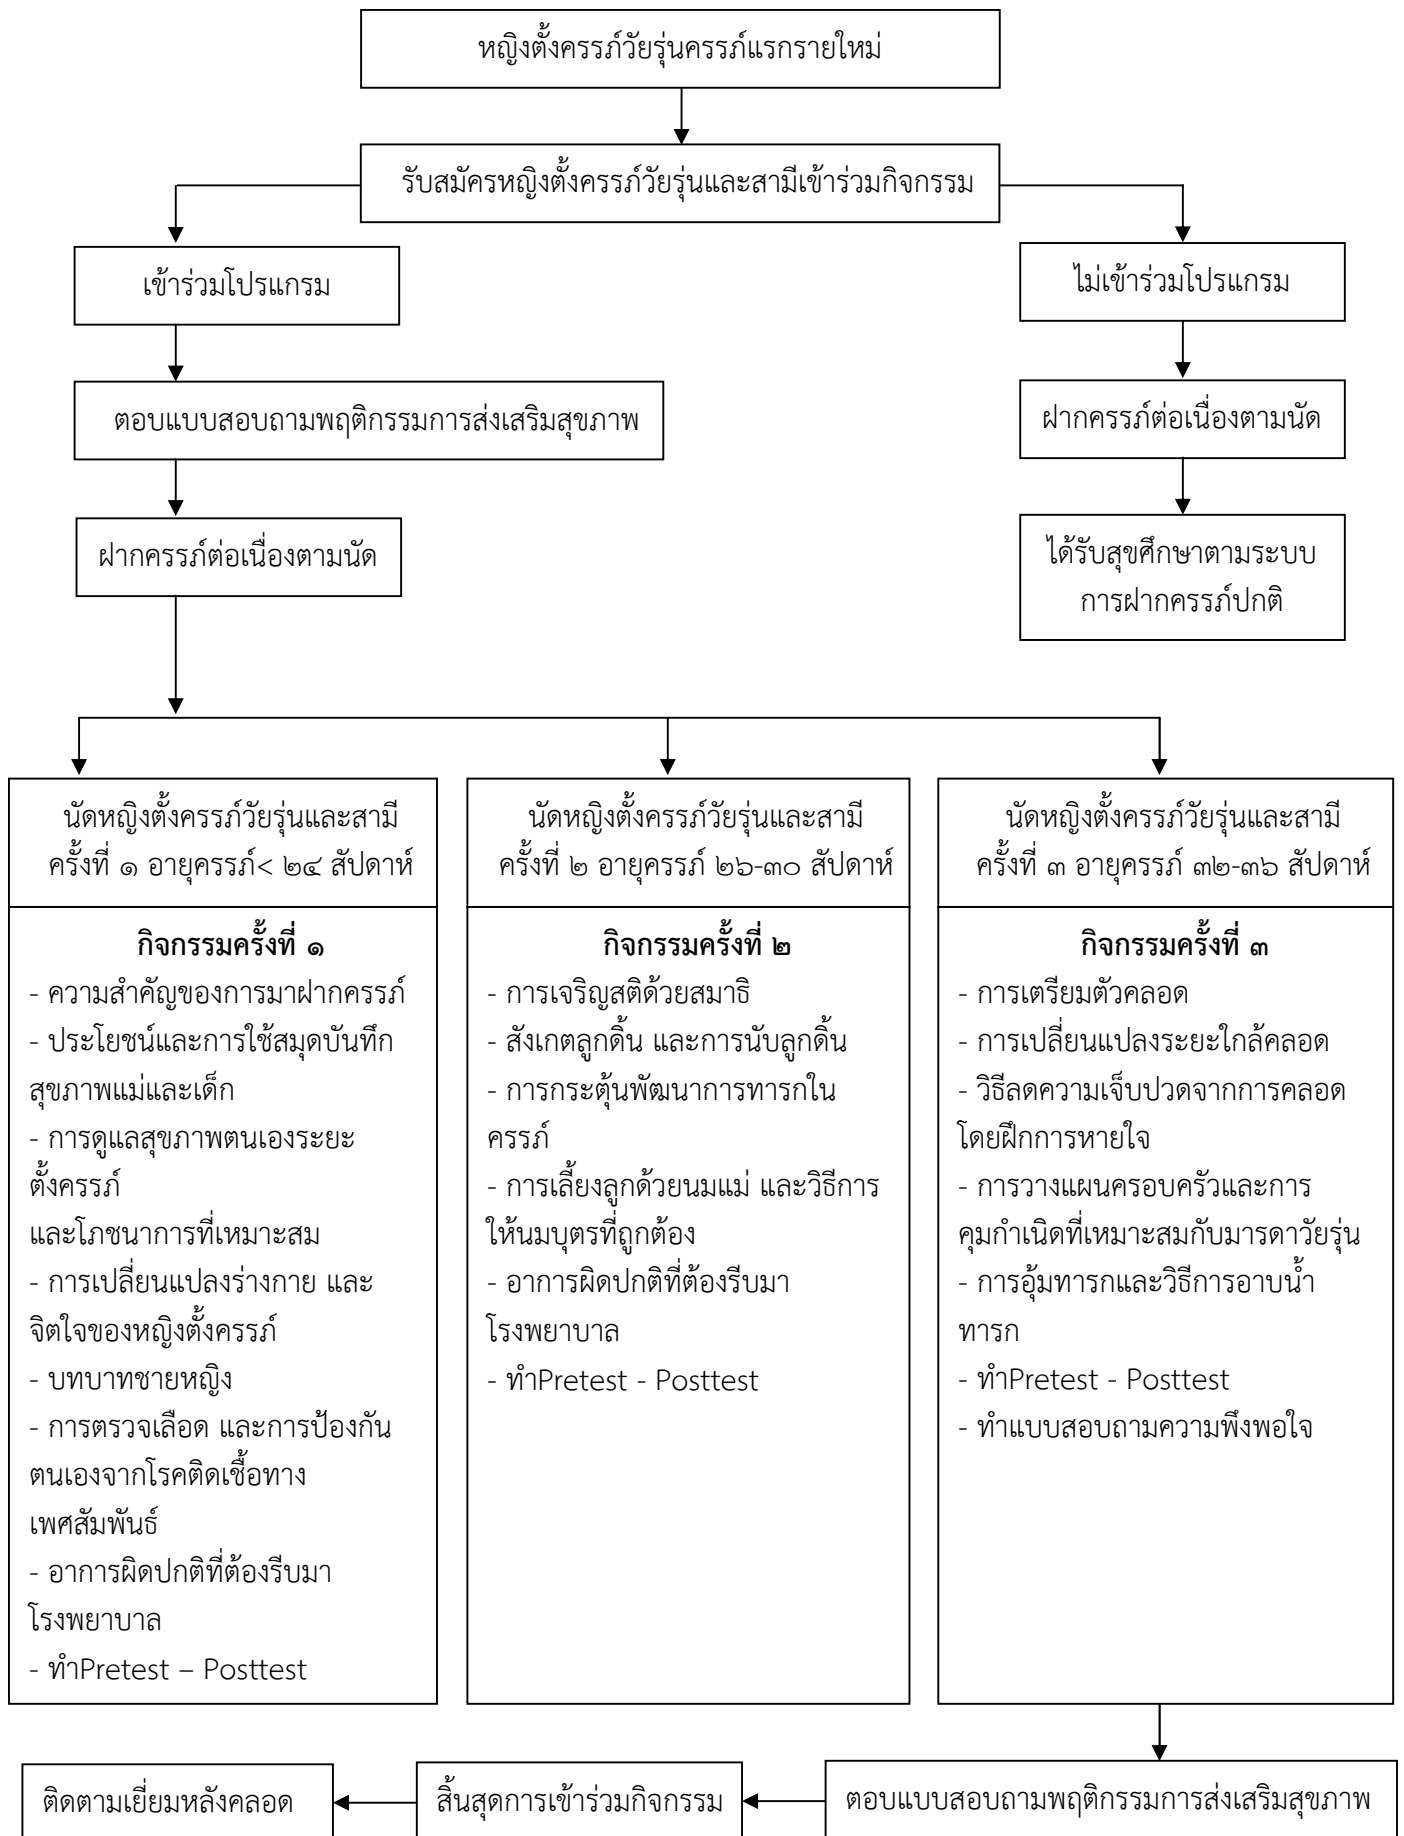 หญิงตั้งครรภ์วัยรุ่นครรภ์แรกรายใหม่
รับสมัครหญิงตั้งครรภ์วัยรุ่นและสามีเข้าร่วมกิจกรรม
เข้าร่วมโปรแกรม
ไม่เข้าร่วมโปรแกรม
ตอบแบบสอบถามพฤติกรรมการส่งเสริมสุขภาพ
ฝากครรภ์ต่อเนื่องตามนัด
ฝากครรภ์ต่อเนื่องตามนัด
ได้รับสุขศึกษาตามระบบ
การฝากครรภ์ปกติ
นัดหญิงตั้งครรภ์วัยรุ่นและสามี
ครั้งที่ ๑ อายุครรภ์< ๒๔ สัปดาห์
กิจกรรมครั้งที่ ๑
- ความสำคัญของการมาฝากครรภ์
- ประโยชน์และการใช้สมุดบันทึก
สุขภาพแม่และเด็ก
- การดูแลสุขภาพตนเองระยะ
ตั้งครรภ์
และโภชนาการที่เหมาะสม
- การเปลี่ยนแปลงร่างกาย และ
จิตใจของหญิงตั้งครรภ์
- บทบาทชายหญิง
- การตรวจเลือด และการป้องกัน
ตนเองจากโรคติดเชื้อทาง
เพศสัมพันธ์
- อาการผิดปกติที่ต้องรีบมา
โรงพยาบาล
- ทำPretest – Posttest
นัดหญิงตั้งครรภ์วัยรุ่นและสามี
ครั้งที่ ๒ อายุครรภ์ ๒๖-๓๐ สัปดาห์
กิจกรรมครั้งที่ ๒
- การเจริญสติด้วยสมาธิ
- สังเกตลูกดิ้น และการนับลูกดิ้น
- การกระตุ้นพัฒนาการทารกใน
ครรภ์
- การเลี้ยงลูกด้วยนมแม่ และวิธีการ
ให้นมบุตรที่ถูกต้อง
- อาการผิดปกติที่ต้องรีบมา
โรงพยาบาล
- ทำPretest - Posttest
นัดหญิงตั้งครรภ์วัยรุ่นและสามี
ครั้งที่ ๓ อายุครรภ์ ๓๒-๓๖ สัปดาห์
กิจกรรมครั้งที่ ๓
- การเตรียมตัวคลอด
- การเปลี่ยนแปลงระยะใกล้คลอด
- วิธีลดความเจ็บปวดจากการคลอด
โดยฝึกการหายใจ
- การวางแผนครอบครัวและการ
คุมกำเนิดที่เหมาะสมกับมารดาวัยรุ่น
- การอุ้มทารกและวิธีการอาบน้ำ
ทารก
- ทำPretest - Posttest
- ทำแบบสอบถามความพึงพอใจ
ติดตามเยี่ยมหลังคลอด
สิ้นสุดการเข้าร่วมกิจกรรม
ตอบแบบสอบถามพฤติกรรมการส่งเสริมสุขภาพ